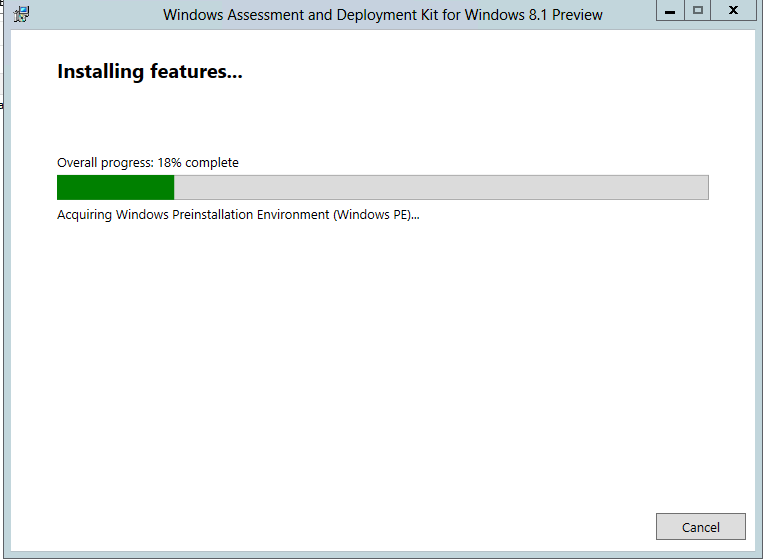 Windows Assessment and Deployment Kit for Windows 8.1 Preview
Installing features...
Overall progress: 18% complete
Acquiring Windows Preinstallation Environment (Windows PE)...
Cancel